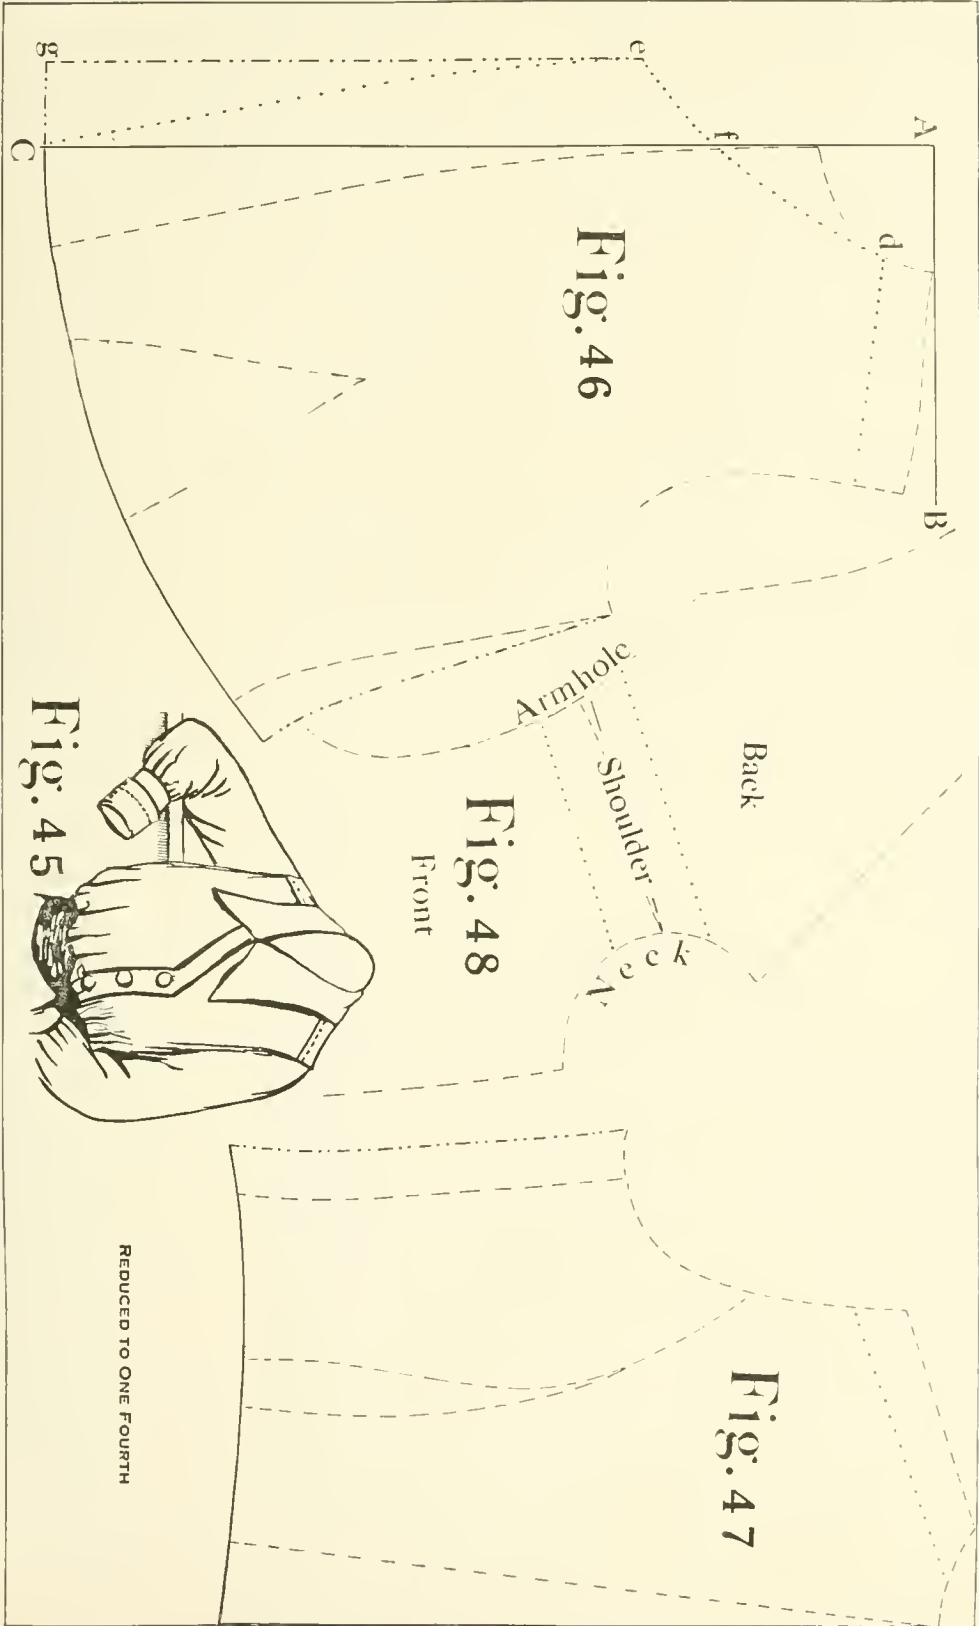 A
B
d
f
e
g
C
Fig. 46
Back
Armhole
Shoulder
Neck
Fig. 48
Front
Fig. 45
Fig. 47
REDUCED TO ONE FOURTH